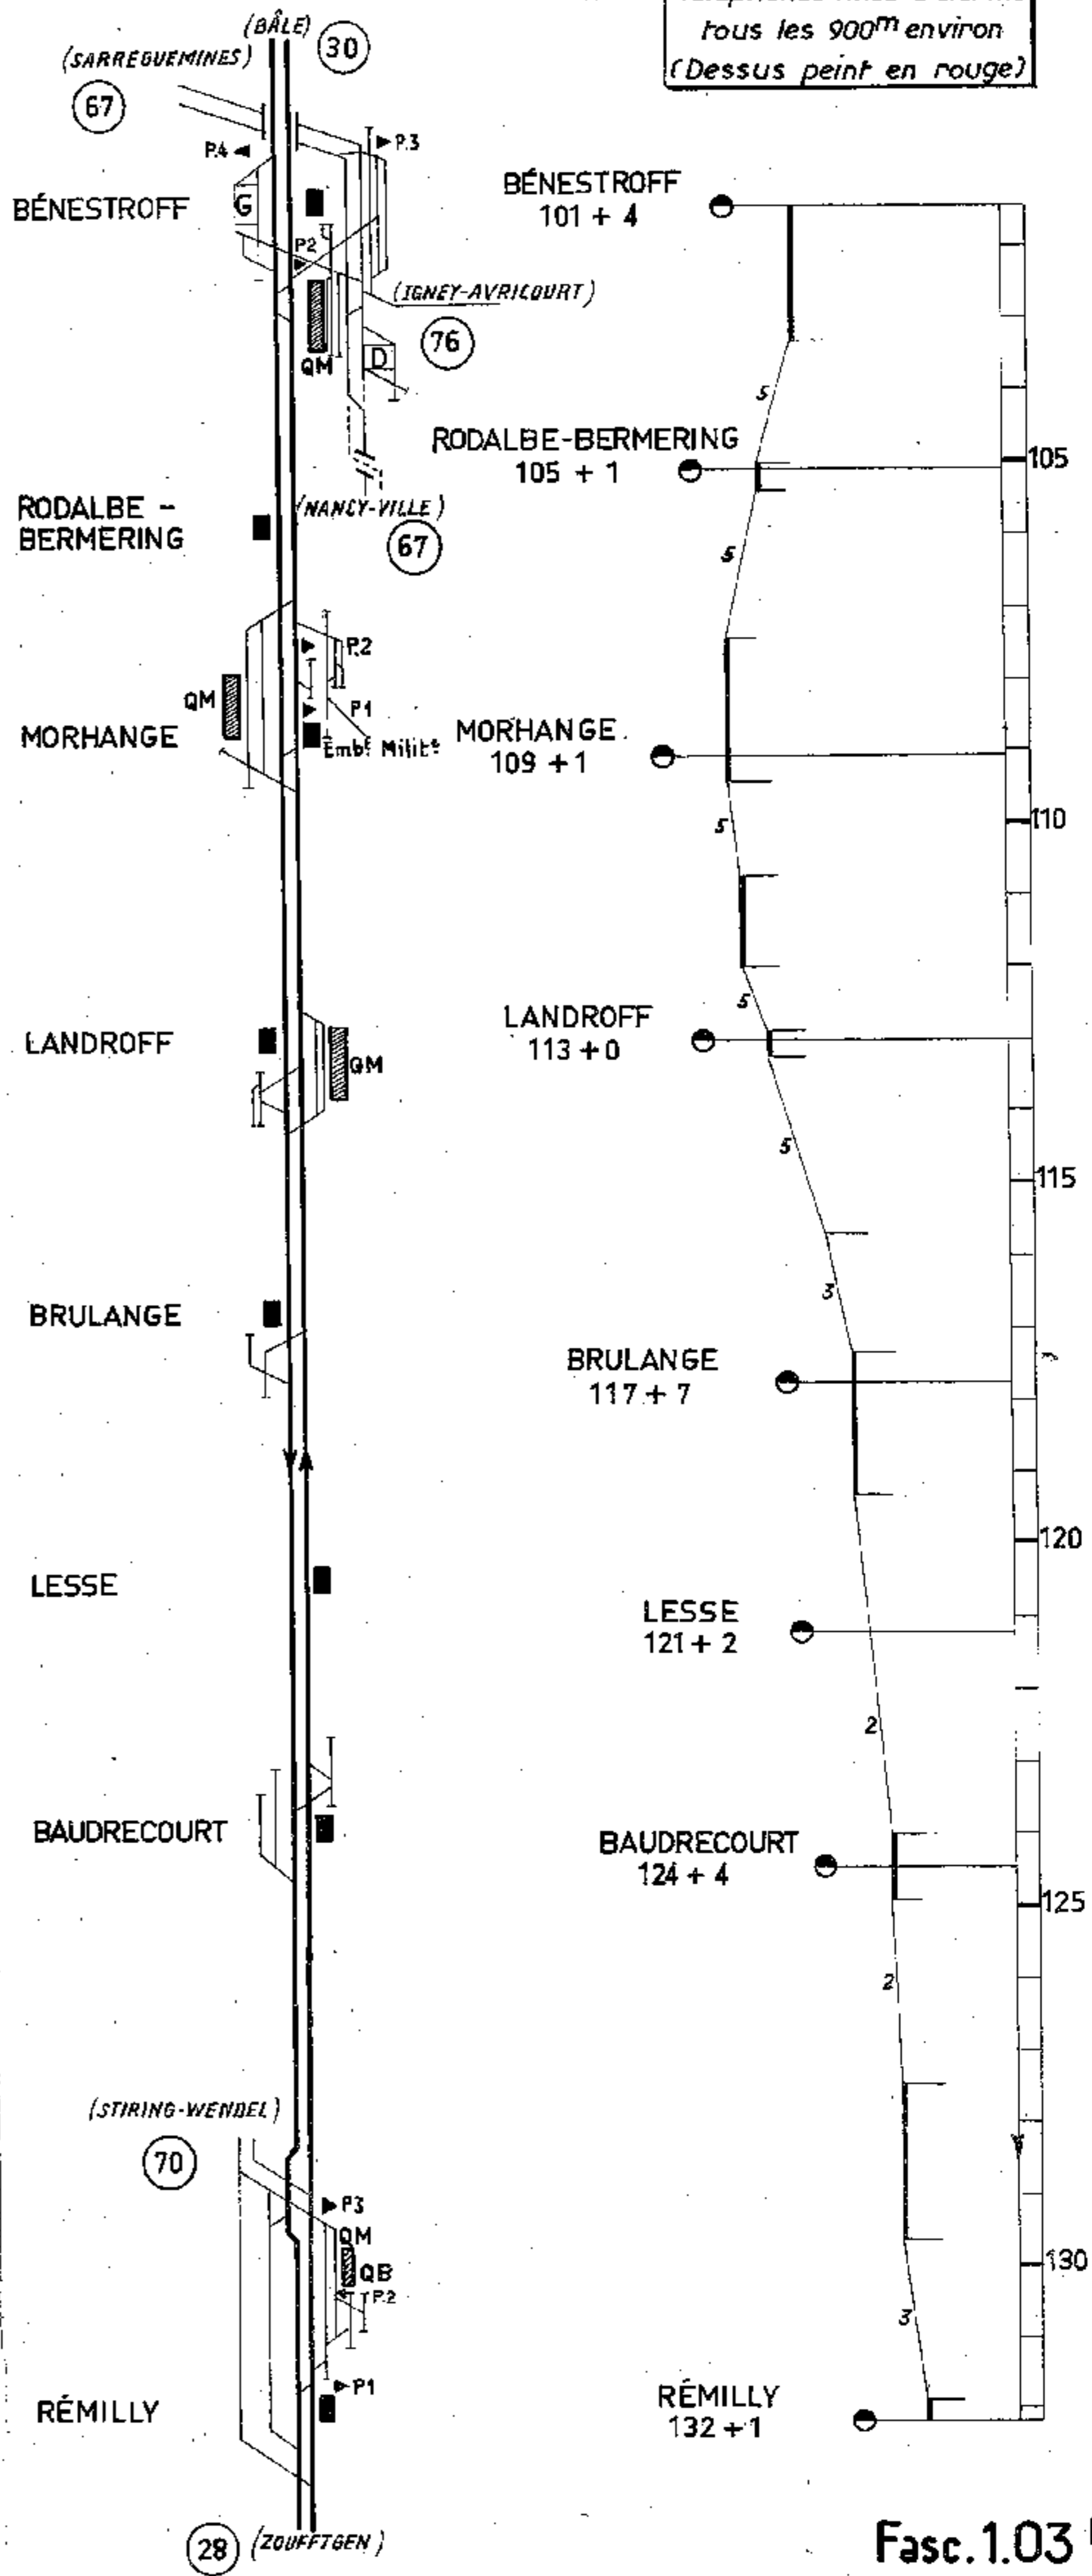 tous les 900m environ
(Dessus peint en rouge)
(BÂLE)
30
(SARREGUEMINES)
67
P.4
P.3
BÉNESTROFF
G
P2
(IGNEY-AVRICOURT)
76
QM
D
(NANCY-VILLE)
67
RODALBE -
BERMERING
P.2
QM
P1
MORHANGE
Embt Milite
LANDROFF
QM
BRULANGE
LESSE
BAUDRECOURT
(STIRING-WENDEL)
70
P3
QM
QB
P.2
P1
RÉMILLY
28
(ZOUFFTGEN)
BÉNESTROFF
101 + 4
5
RODALBE-BERMERING
105 + 1
105
5
MORHANGE
109 + 1
110
5
5
LANDROFF
113 + 0
5
115
3
BRULANGE
117 + 7
120
LESSE
121 + 2
2
BAUDRECOURT
124 + 4
125
2
130
3
RÉMILLY
132 + 1
Fasc. 1.03